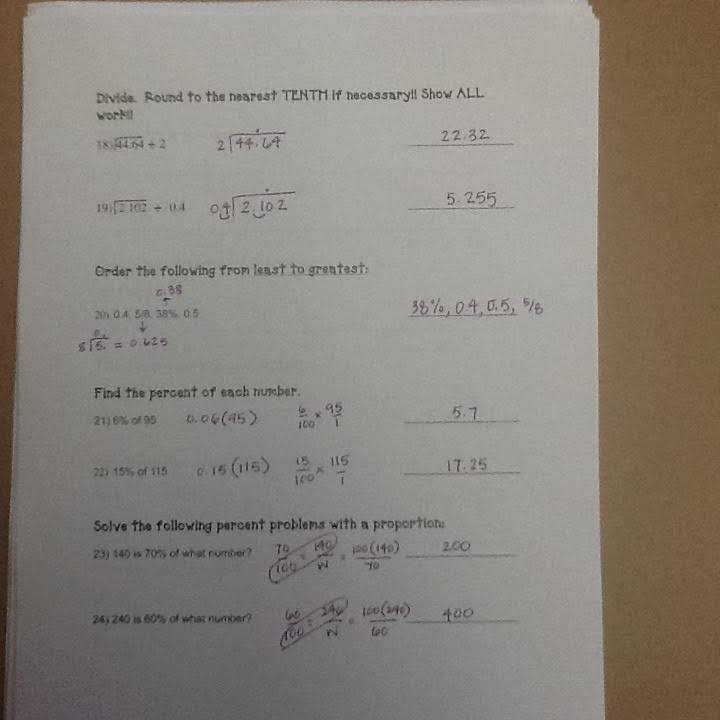 Divide. Round to the nearest TENTH if necessary!! Show ALL
work!!
18) 44.64 ÷ 2   2 44.64   22.32
19) 2.102 ÷ 0.4   0.4 2.102   5.255
Order the following from least to greatest:
0.38
20) 0.4, 5/8, 38%, 0.5   38%, 0.4, 0.5, 5/8
8 5. = 0.625
Find the percent of each number.
21) 6% of 95   0.06(95)   6/100 × 95/1   5.7
22) 15% of 115   0.15(115)   15/100 × 115/1   17.25
Solve the following percent problems with a proportion:
23) 140 is 70% of what number?   70/100 = 140/W = 100(140)/70   200
24) 240 is 60% of what number?   60/100 = 240/W = 100(240)/60   400